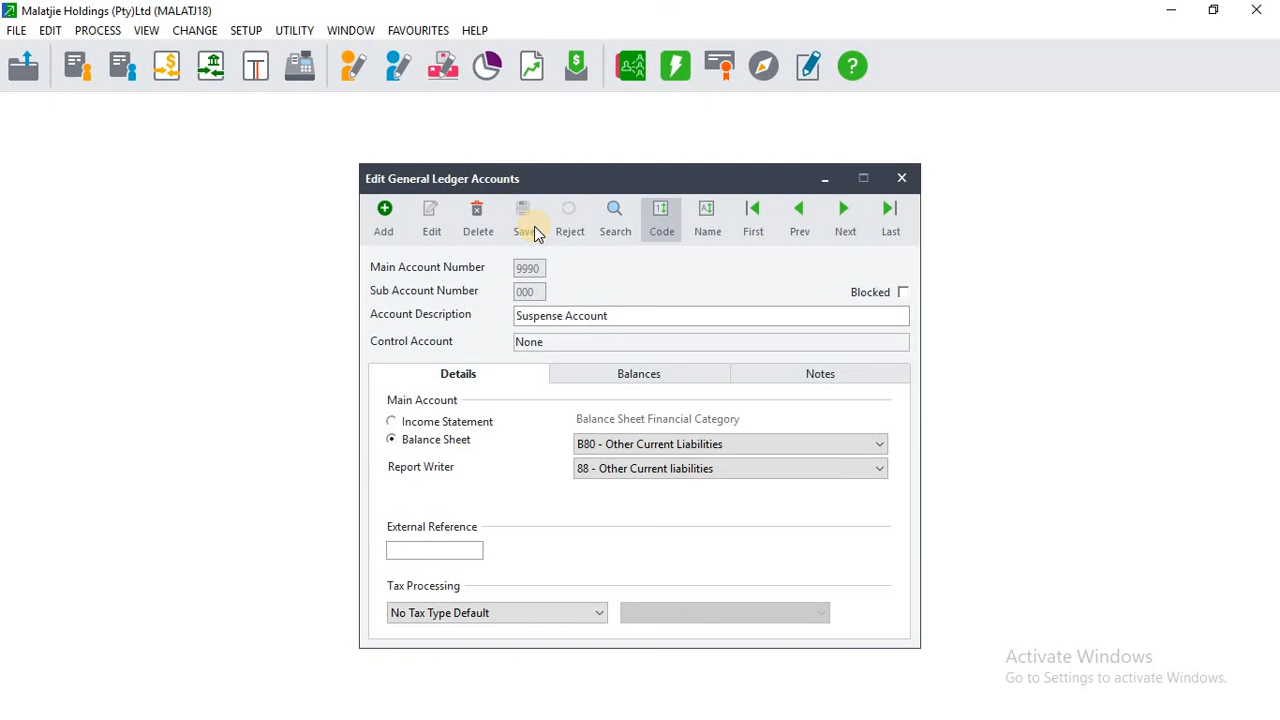 Malatjie Holdings (Pty)Ltd (MALATJ18)
FILE EDIT PROCESS VIEW CHANGE SETUP UTILITY WINDOW FAVOURITES HELP
Edit General Ledger Accounts
Add Edit Delete Save Reject Search Code Name First Prev Next Last
Main Account Number 9990
Sub Account Number 000 Blocked
Account Description Suspense Account
Control Account None
Details Balances Notes
Main Account
Income Statement Balance Sheet Financial Category
Balance Sheet B80 - Other Current Liabilities
Report Writer 88 - Other Current liabilities
External Reference
Tax Processing
No Tax Type Default
Activate Windows
Go to Settings to activate Windows.